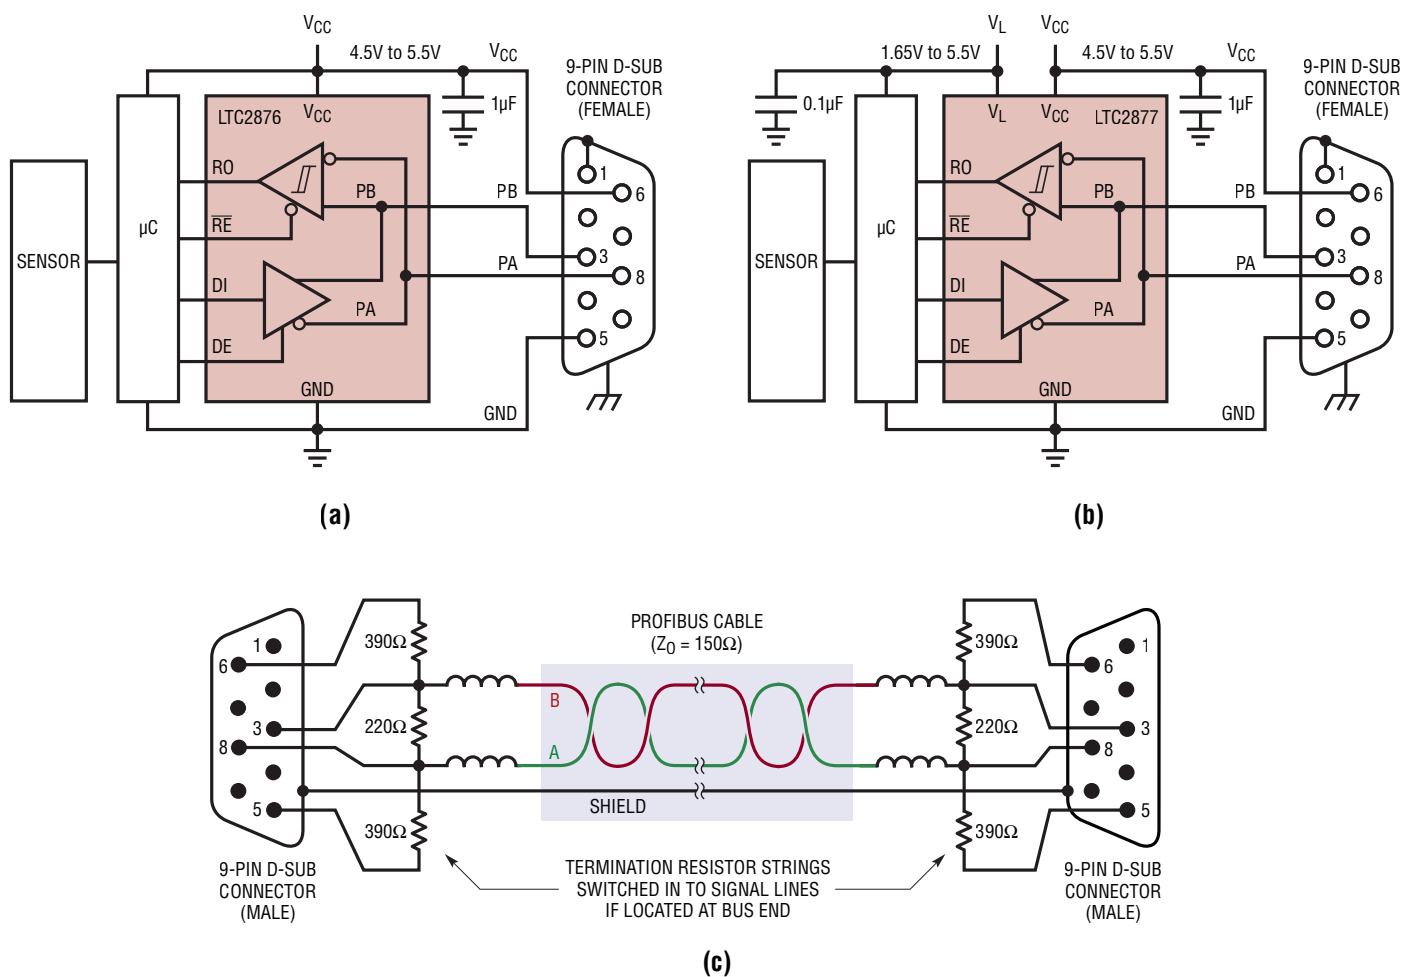 VCC
4.5V to 5.5V
VCC
9-PIN D-SUB
CONNECTOR
(FEMALE)
LTC2876
VCC
1µF
RO
PB
PB
1
6
RE
µC
SENSOR
3
PA
8
DI
PA
DE
5
GND
GND
(a)
VL
VCC
1.65V to 5.5V
4.5V to 5.5V
VCC
9-PIN D-SUB
CONNECTOR
(FEMALE)
0.1µF
VL
VCC
LTC2877
1µF
RO
PB
PB
1
6
RE
µC
SENSOR
3
PA
8
DI
PA
DE
5
GND
GND
(b)
1
6
3
8
5
390Ω
220Ω
390Ω
9-PIN D-SUB
CONNECTOR
(MALE)
PROFIBUS CABLE
(ZO = 150Ω)
B
A
SHIELD
TERMINATION RESISTOR STRINGS
SWITCHED IN TO SIGNAL LINES
IF LOCATED AT BUS END
390Ω
220Ω
390Ω
1
6
3
8
5
9-PIN D-SUB
CONNECTOR
(MALE)
(c)